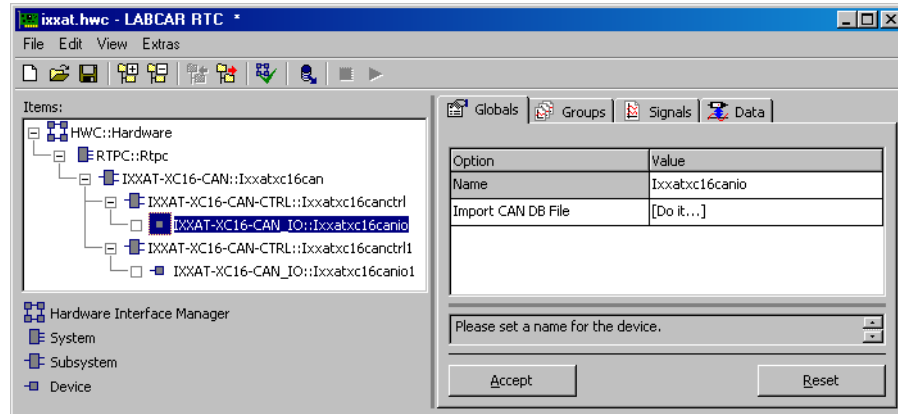 ixxat.hwc - LABCAR RTC *
File Edit View Extras
Items:
HWC::Hardware
RTPC::Rtpc
IXXAT-XC16-CAN::Ixxatxc16can
IXXAT-XC16-CAN-CTRL::Ixxatxc16canctrl
IXXAT-XC16-CAN_IO::Ixxatxc16canio
IXXAT-XC16-CAN-CTRL::Ixxatxc16canctrl1
IXXAT-XC16-CAN_IO::Ixxatxc16canio1
Hardware Interface Manager
System
Subsystem
Device
Globals Groups Signals Data
Option Value
Name Ixxatxc16canio
Import CAN DB File [Do it...]
Please set a name for the device.
Accept Reset